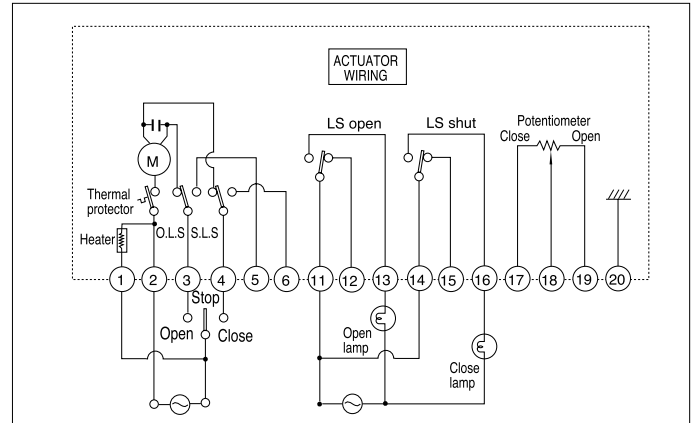 ACTUATOR
WIRING
LS open
LS shut
Potentiometer
Close
Open
M
Thermal
protector
O.L.S
S.L.S
Heater
1
2
3
4
5
6
11
12
13
14
15
16
17
18
19
20
Stop
Open
Close
Open
lamp
Close
lamp